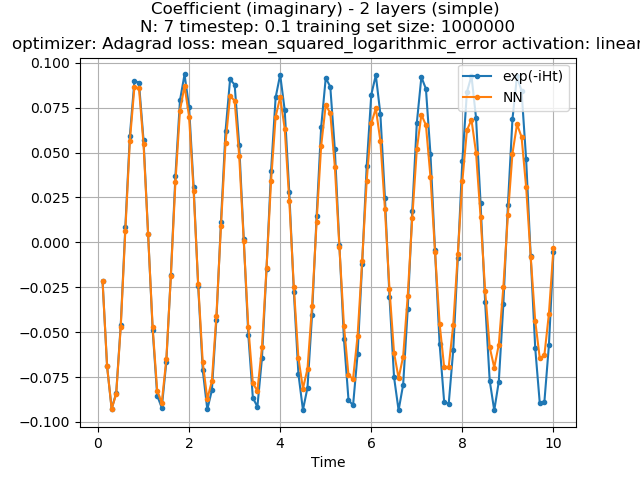 Coefficient (imaginary) - 2 layers (simple)
N: 7 timestep: 0.1 training set size: 1000000
optimizer: Adagrad loss: mean_squared_logarithmic_error activation: linear
0.100
0.075
0.050
0.025
0.000
−0.025
−0.050
−0.075
−0.100
exp(-iHt)
NN
0 2 4 6 8 10
Time